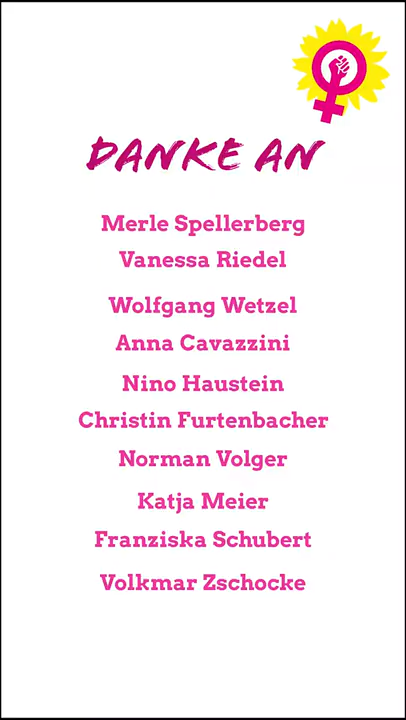 DANKE AN
Merle Spellerberg
Vanessa Riedel
Wolfgang Wetzel
Anna Cavazzini
Nino Haustein
Christin Furtenbacher
Norman Volger
Katja Meier
Franziska Schubert
Volkmar Zschocke